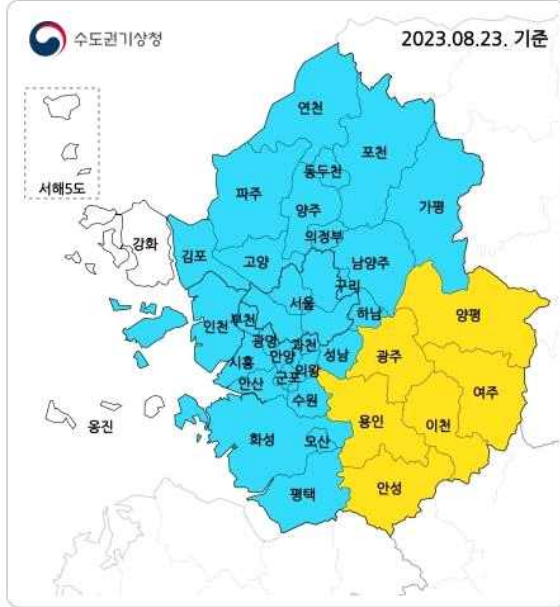 수도권기상청
2023.08.23. 기준
연천
포천
동두천
서해5도
파주
양주
가평
강화
의정부
김포
고양
남양주
구리
서울
하남
양평
인천
부천
광명
과천
안양
성남
광주
시흥
의왕
안산
군포
여주
수원
용인
이천
옹진
화성
오산
안성
평택